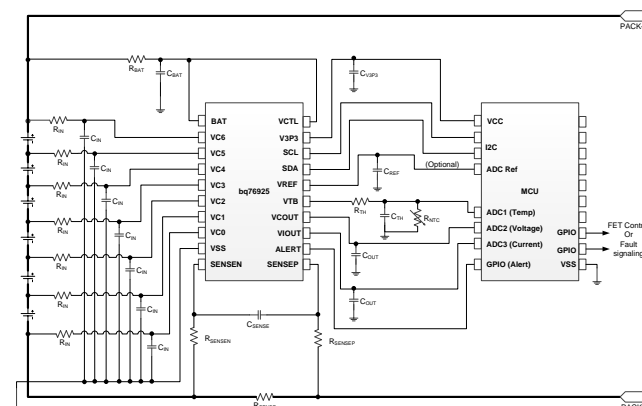 PACK
RBAT
CBAT
CV3P3
BAT
VCTL
VC6
V3P3
VC5
SCL
VC4
SDA
VC3
VREF
VC2
VTB
VC1
VCOUT
VC0
VIOUT
VSS
ALERT
SENSEN
SENSEP
bq76925
VCC
I2C
ADC Ref
MCU
ADC1 (Temp)
ADC2 (Voltage)
ADC3 (Current)
GPIO (Alert)
GPIO
GPIO
VSS
(Optional)
CREF
RTH
CTH
RNTC
COUT
COUT
FET Contr
Or
Fault
signaling
RIN
CIN
RIN
CIN
RIN
CIN
RIN
CIN
RIN
CIN
RIN
CIN
RIN
CIN
CSENSE
RSENSEN
RSENSEP